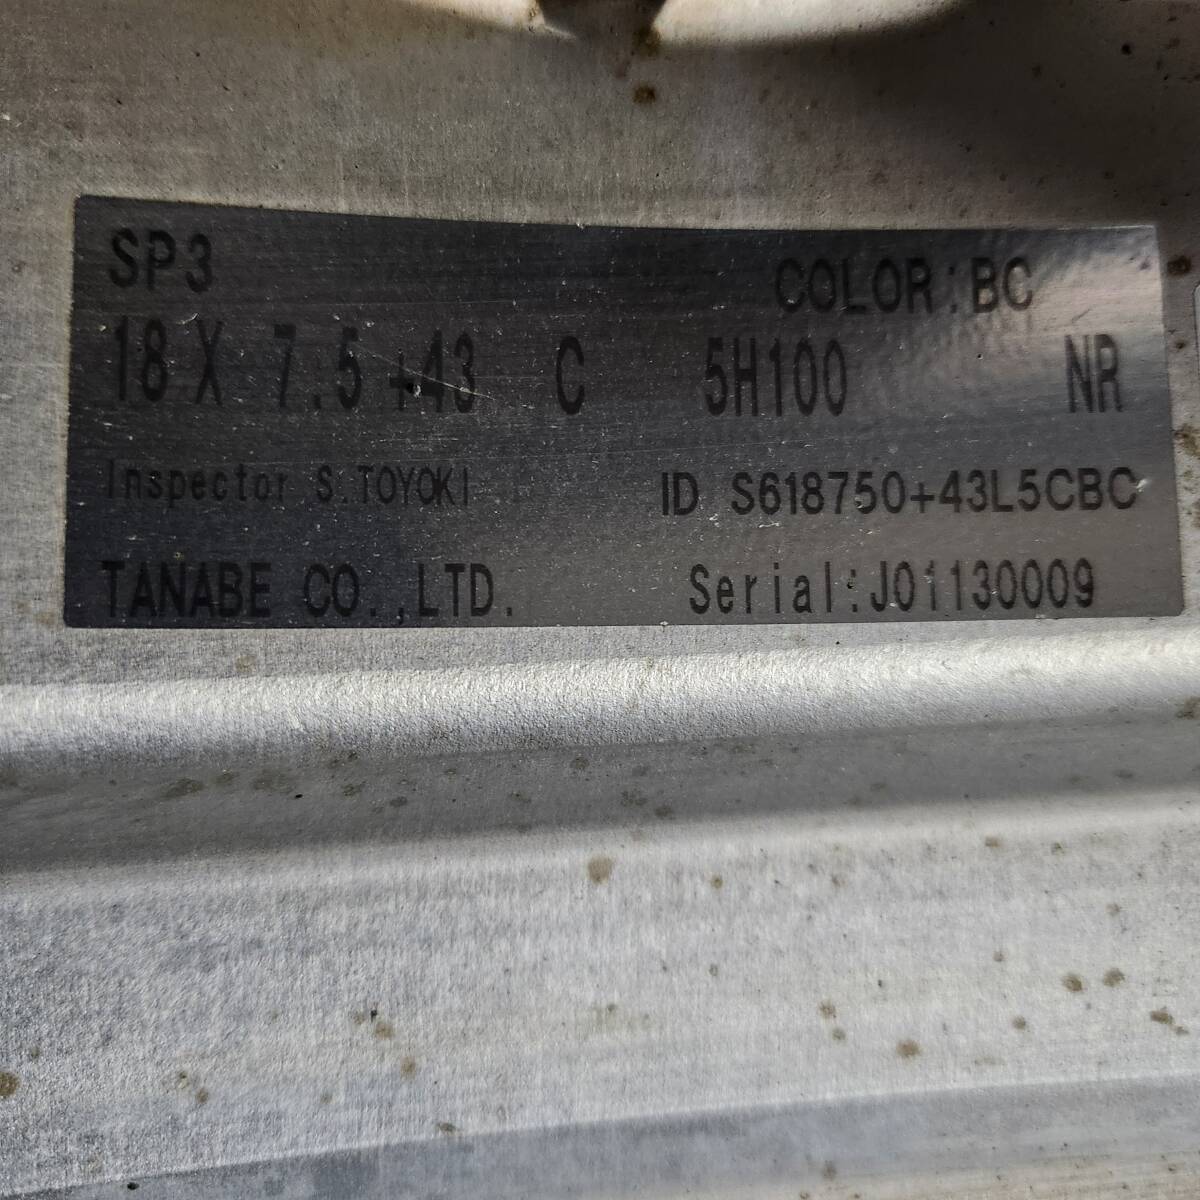 SP3 COLOR:BC
18 X 7.5 +43 C 5H100 NR
Inspector S.TOYOKI ID S618750+43L5CBC
TANABE CO.,LTD. Serial:J01130009